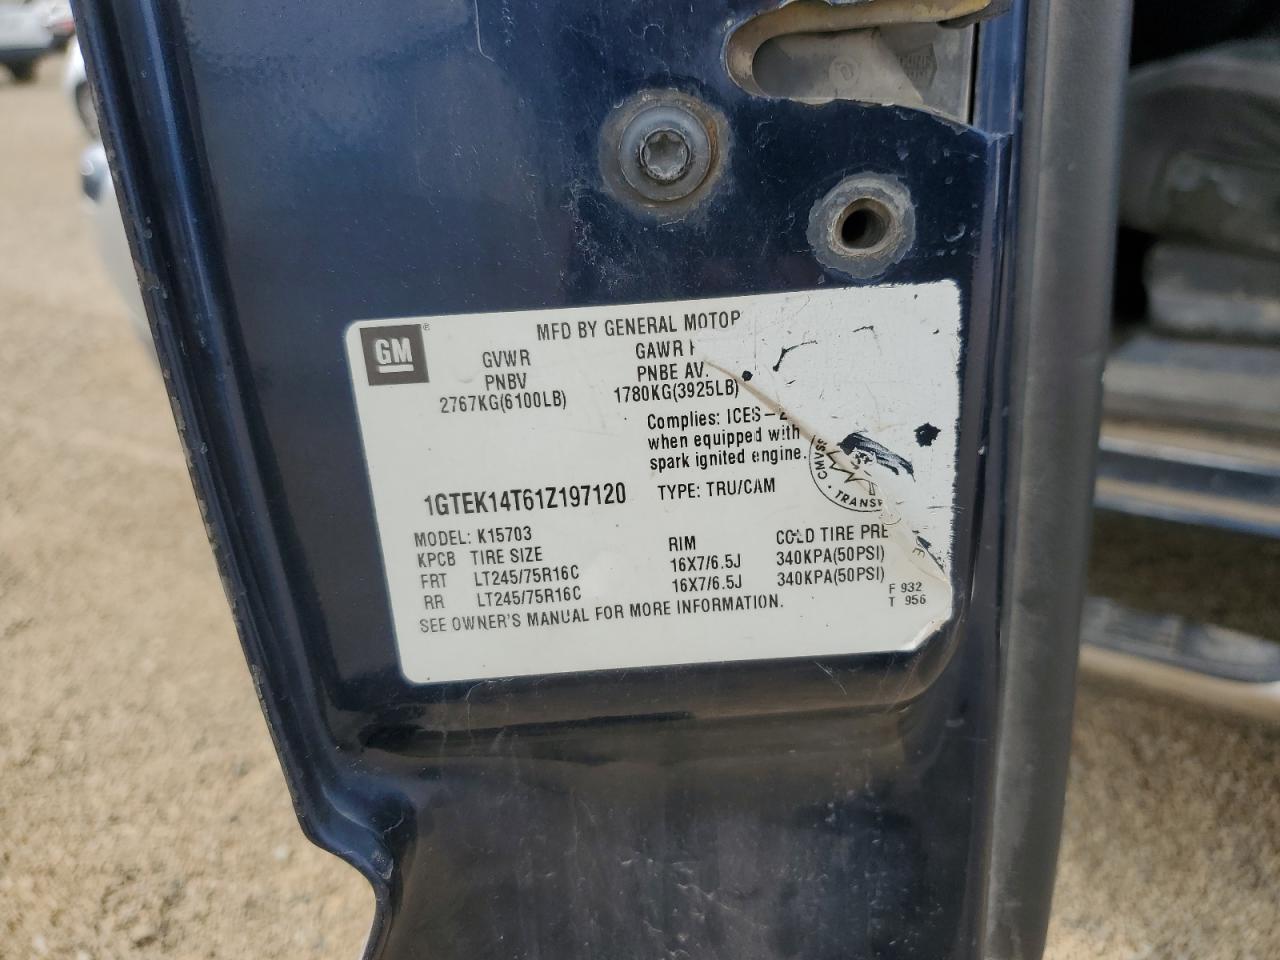 GM ®
MFD BY GENERAL MOTOR
GVWR GAWR
PNBV PNBE AV.
2767KG(6100LB) 1780KG(3925LB)
Complies: ICES-
when equipped with
spark ignited engine.
CMVSS
TRANSP
1GTEK14T61Z197120 TYPE: TRU/CAM
MODEL: K15703
KPCB TIRE SIZE RIM COLD TIRE PRE
FRT LT245/75R16C 16X7/6.5J 340KPA(50PSI)
RR LT245/75R16C 16X7/6.5J 340KPA(50PSI)
SEE OWNER'S MANUAL FOR MORE INFORMATION.
F 932
T 956